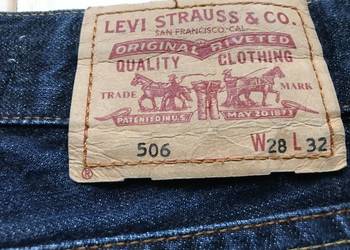 LEVI STRAUSS & CO.
SAN FRANCISCO, CAL.
ORIGINAL RIVETED
QUALITY CLOTHING
TRADE MARK
PATENTED IN U.S. MAY 20 1873
506 W28 L 32
®